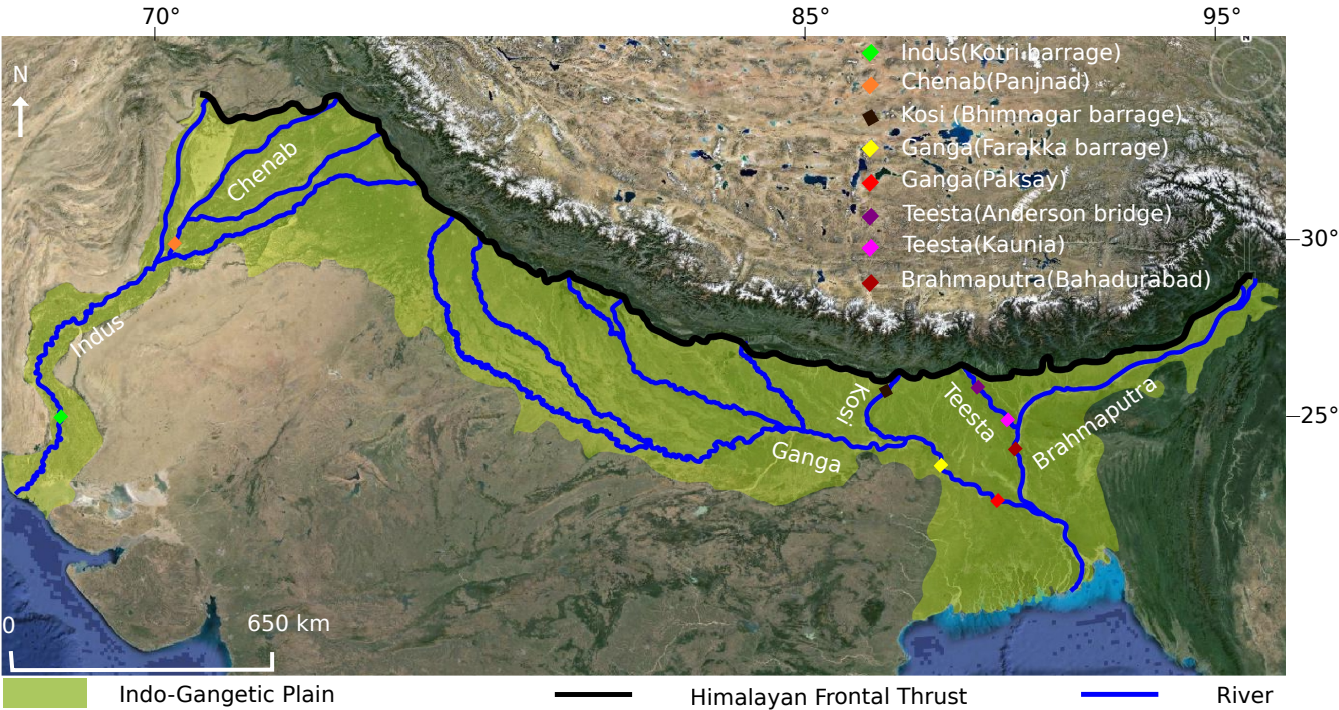 70°
85°
95°
N
N
Indus(Kotri barrage)
Chenab(Panjnad)
Kosi (Bhimnagar barrage)
Ganga(Farakka barrage)
Ganga(Paksay)
Teesta(Anderson bridge)
Teesta(Kaunia)
Brahmaputra(Bahadurabad)
30°
25°
Chenab
Indus
Kosi
Teesta
Brahmaputra
Ganga
0
650 km
Indo-Gangetic Plain
Himalayan Frontal Thrust
River